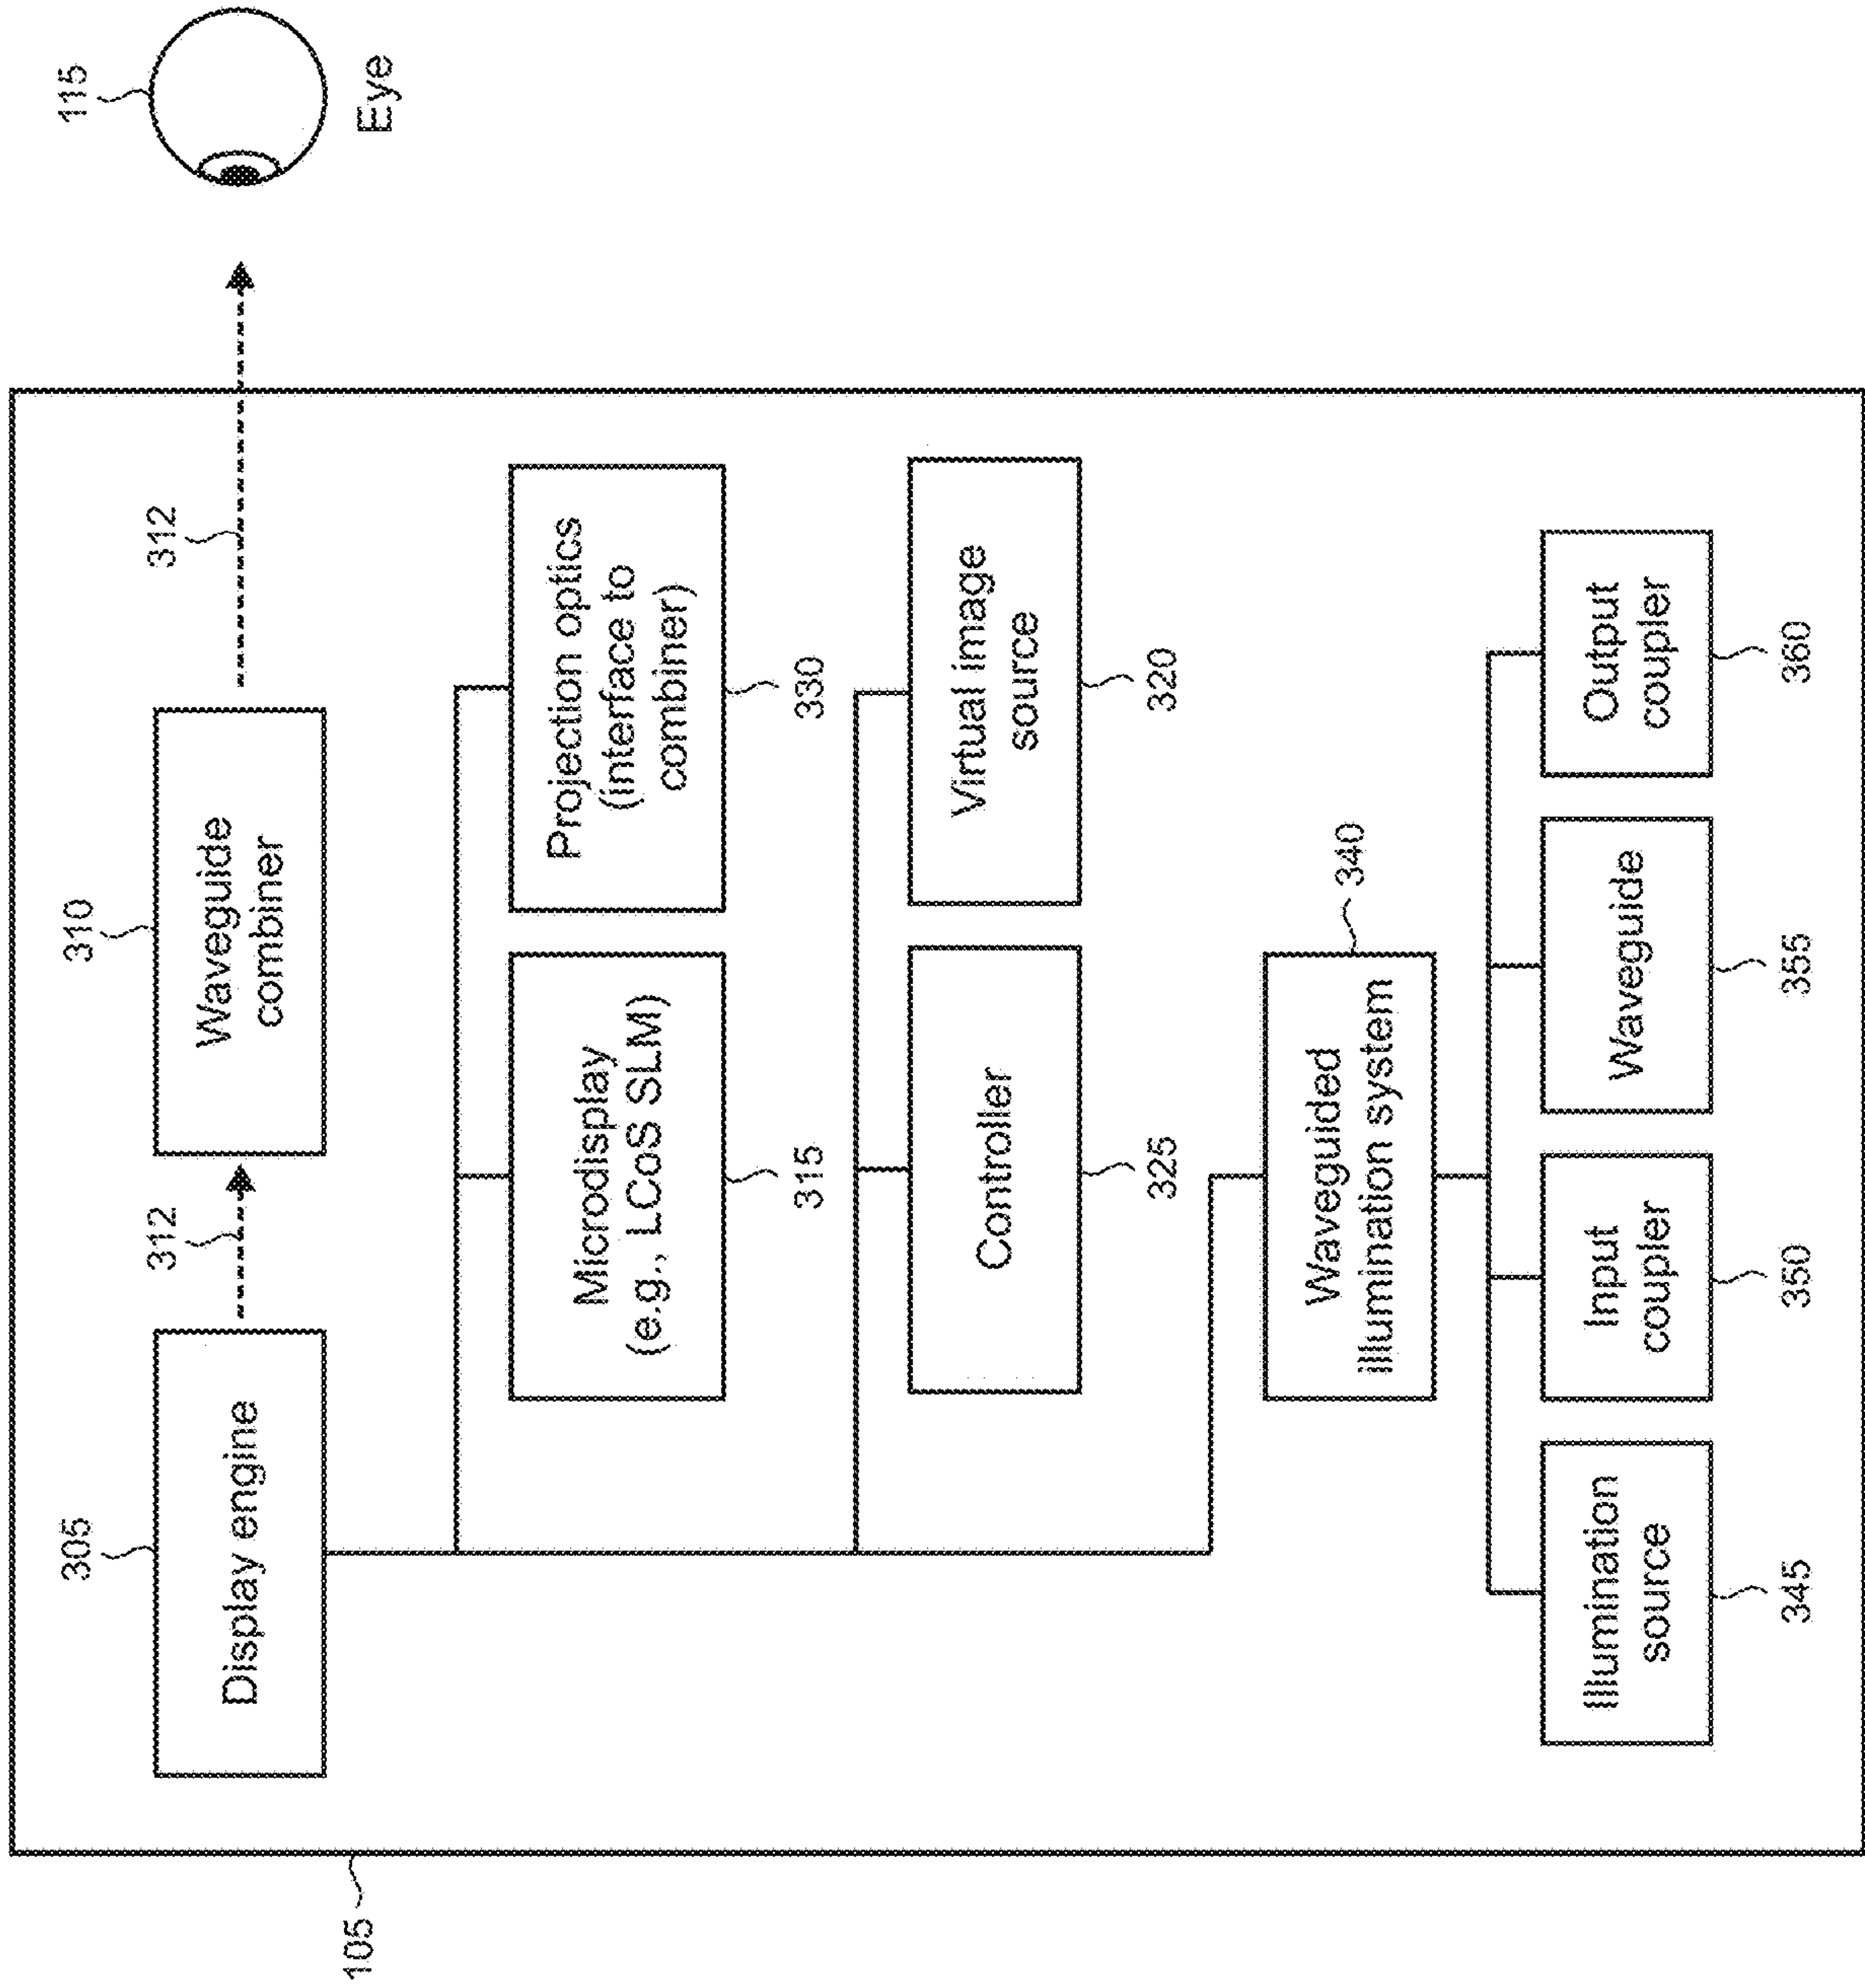 105
305
Display engine
312
310
Waveguide
combiner
312
115
Eye
Microdisplay
(e.g., LCoS SLM)
315
Projection optics
(interface to
combiner)
330
Controller
325
Virtual image
source
320
Waveguided
illumination system
340
Illumination
source
345
Input
coupler
350
Waveguide
355
Output
coupler
360